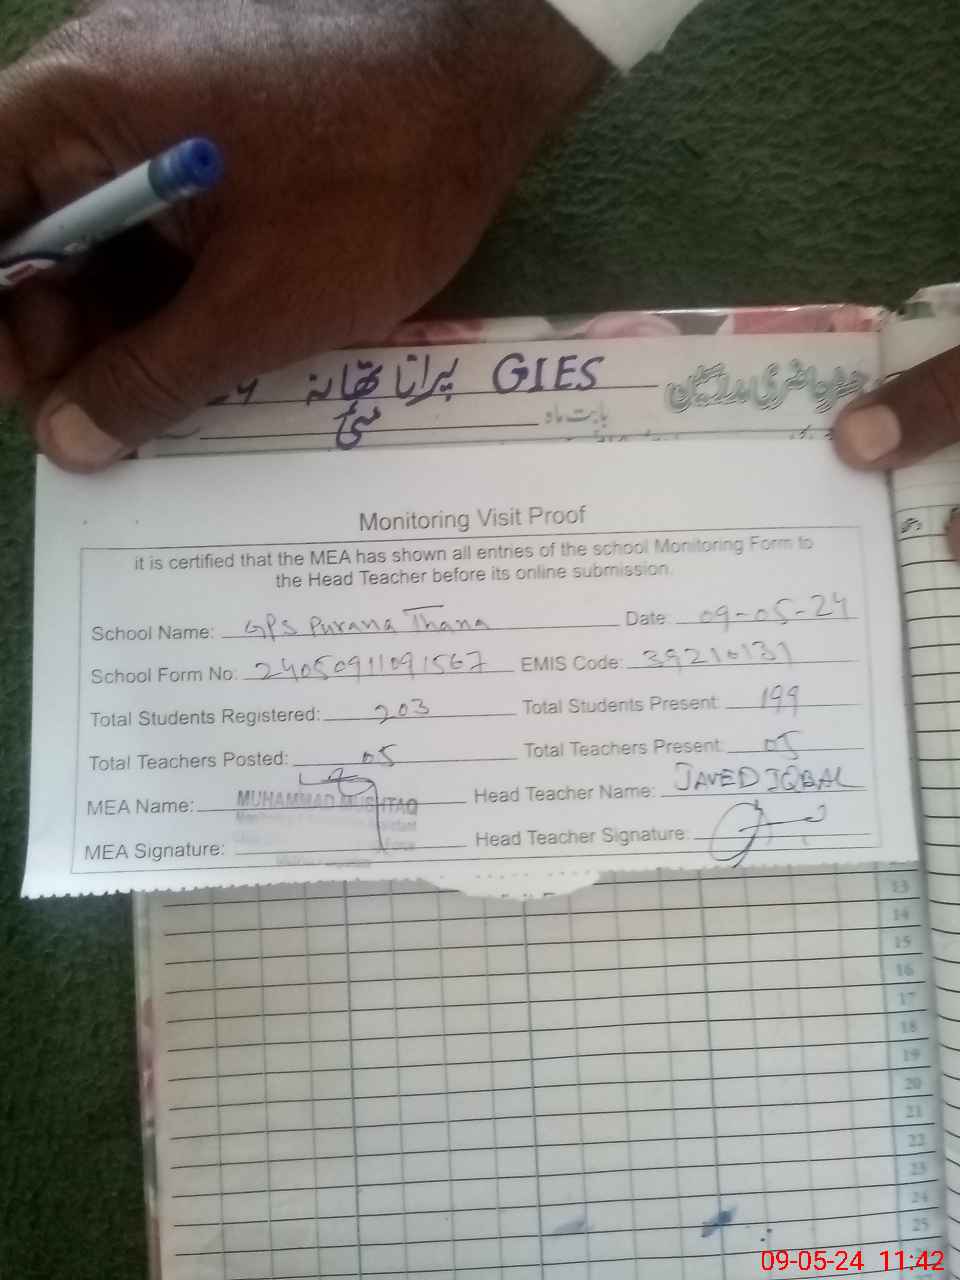 پرانا تھانہ GIES
بابت ماہ
Monitoring Visit Proof
it is certified that the MEA has shown all entries of the school Monitoring Form to
the Head Teacher before its online submission.
School Name: GPS Purana Thana Date: 09-05-24
School Form No: 24050911091567 EMIS Code: 39210131
Total Students Registered: 203 Total Students Present: 199
Total Teachers Posted: 05 Total Teachers Present: 05
MEA Name: MUHAMMAD MUSHTAQ Head Teacher Name: JAVED IQBAL
MEA Signature: Head Teacher Signature:
13
14
15
16
17
18
19
20
21
22
23
24
25
09-05-24 11:42